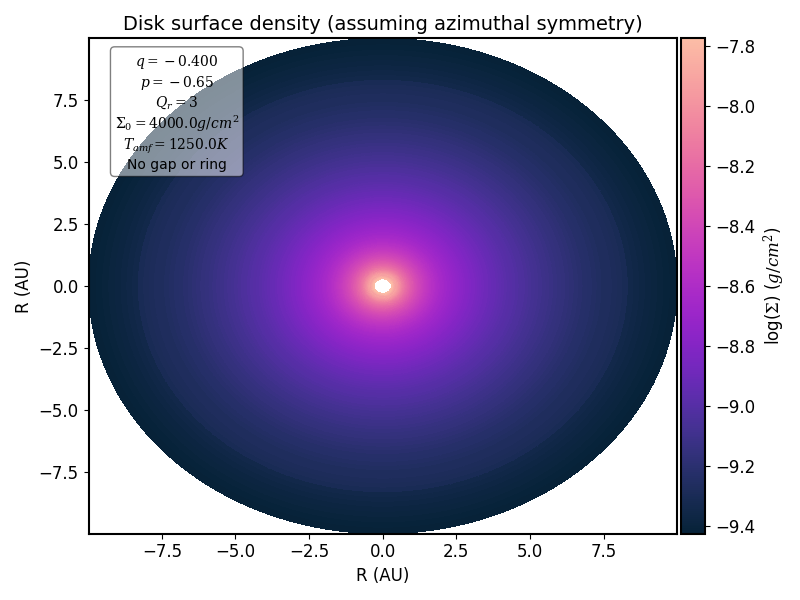 Disk surface density (assuming azimuthal symmetry)
q = −0.400
p = −0.65
Q_r = 3
Σ_0 = 4000.0g/cm^2
T_amf = 1250.0K
No gap or ring
7.5
5.0
2.5
0.0
−2.5
−5.0
−7.5
R (AU)
−7.5
−5.0
−2.5
0.0
2.5
5.0
7.5
R (AU)
−7.8
−8.0
−8.2
−8.4
−8.6
−8.8
−9.0
−9.2
−9.4
log(Σ) (g/cm^2)